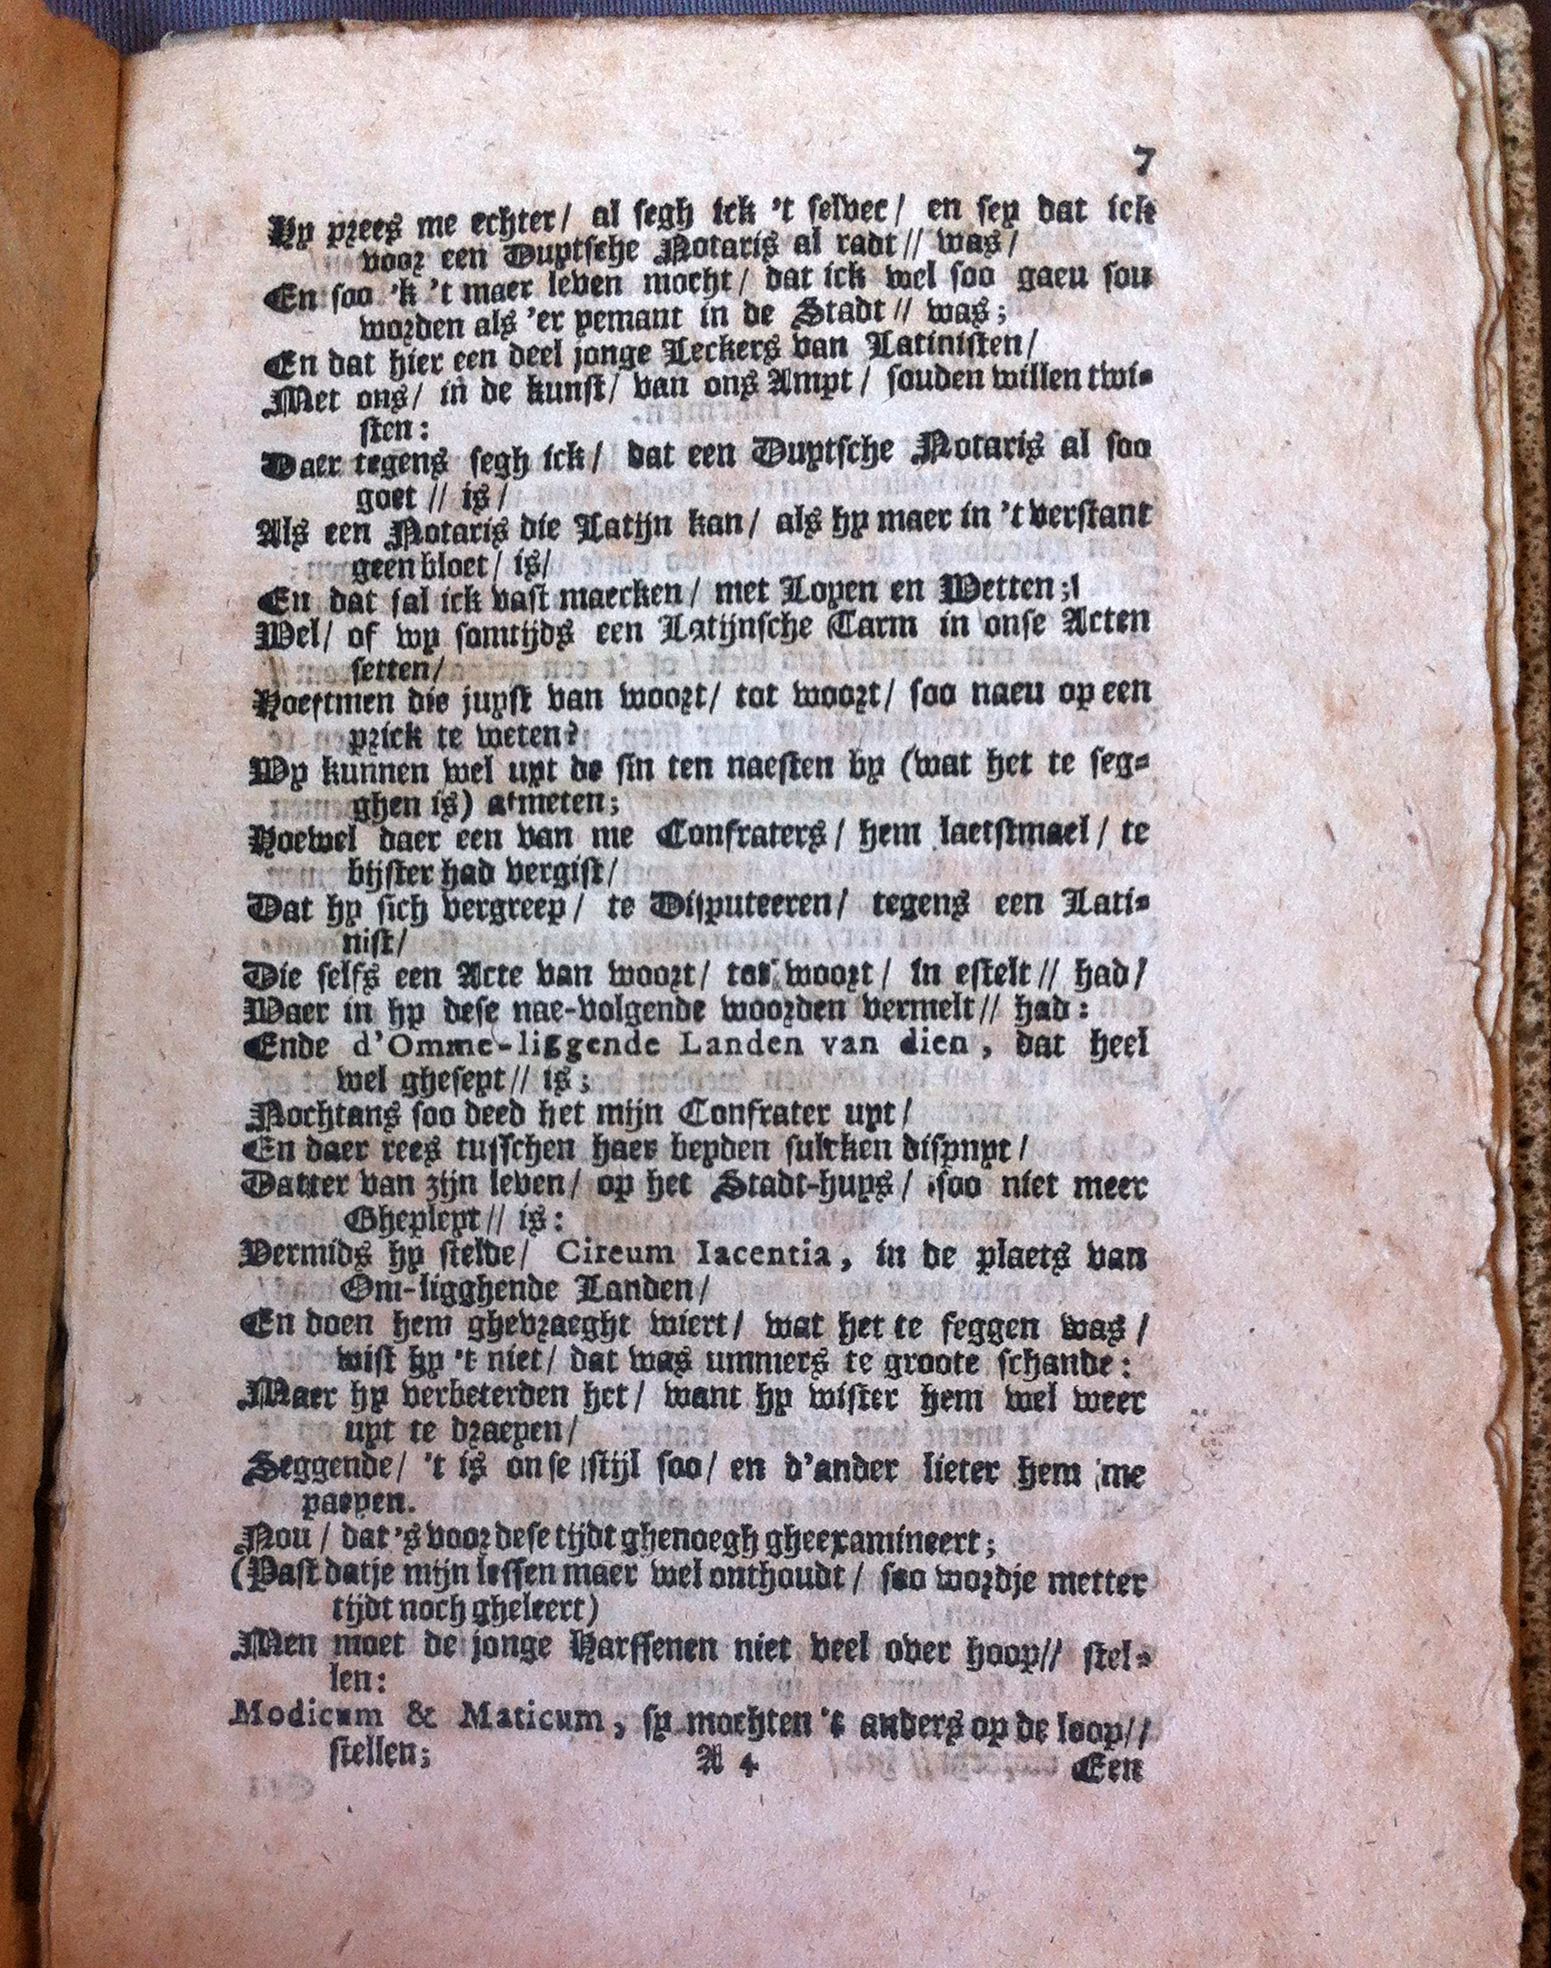 7
Hy prees me echter/ al segh ick 't selver/ en sey dat ick
voor een Duytsche Notaris al radt// was/
En soo 'k 't maer leven mocht/ dat ick wel soo gaeu sou
worden als 'er yemant in de Stadt// was;
En dat hier een deel jonge Leckers van Latinisten/
Met ons/ in de kunst/ van ons Ampt/ souden willen twi-
sten:
Daer tegens segh ick/ dat een Duytsche Notaris al soo
goet// is/
Als een Notaris die Latijn kan/ als hy maer in 't verstant
geen bloet/ is/
En dat sal ick vast maecken/ met Loyen en Wetten;
Wel/ of wy somtijds een Latijnsche Tarm in onse Acten
setten/
Hoeftmen die juyst van woort/ tot woort/ soo naeu op een
prick te weten?
Wy kunnen wel uyt de sin ten naesten by (wat het te seg-
ghen is) afmeten;
Hoewel daer een van me Confraters/ hem laetstmael/ te
bijster had vergist/
Dat hy sich vergreep/ te Disputeeren/ tegens een Lati-
nist/
Die selfs een Acte van woort/ tot woort/ in estelt// had/
Waer in hy dese nae-volgende woorden vermelt// had:
Ende d'Omme-liggende Landen van dien, dat heel
wel gheseyt// is;
Nochtans soo deed het mijn Confrater uyt/
En daer rees tusschen haer beyden sulcken dispuyt/
Datter van zijn leven/ op het Stadt-huys/ soo niet meer
Ghepleyt// is:
Vermids hy stelde/ Circum Iacentia, in de plaets van
Om-ligghende Landen/
En doen hem ghevraeght wiert/ wat het te seggen was/
wist hy 't niet/ dat was ummers te groote schande:
Maer hy verbeterden het/ want hy wister hem wel weer
uyt te draeyen/
Seggende/ 't is onse stijl soo/ en d'ander lieter hem me
paeyen.
Nou/ dat 's voor dese tijdt ghenoegh gheexamineert;
(Past datje mijn lessen maer wel onthoudt/ soo wordje metter
tijdt noch gheleert)
Men moet de jonge Harssenen niet veel over hoop// stel-
len:
Modicum & Maticum, sy mochten 't anders op de loop//
stellen;
A 4 Een